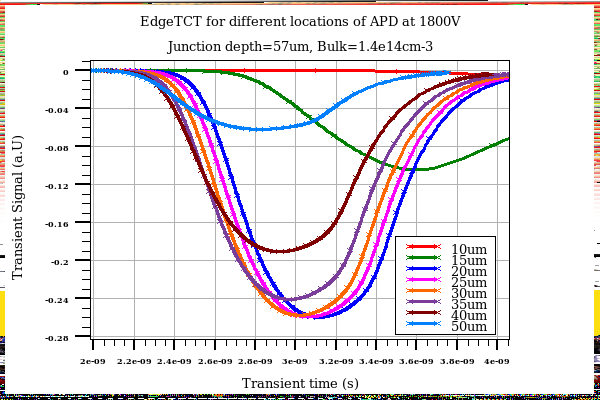 EdgeTCT for different locations of APD at 1800V
Junction depth=57um, Bulk=1.4e14cm-3
Transient Signal (a.U)
0
-0.04
-0.08
-0.12
-0.16
-0.2
-0.24
-0.28
10um
15um
20um
25um
30um
35um
40um
50um
2e-09 2.2e-09 2.4e-09 2.6e-09 2.8e-09 3e-09 3.2e-09 3.4e-09 3.6e-09 3.8e-09 4e-09
Transient time (s)